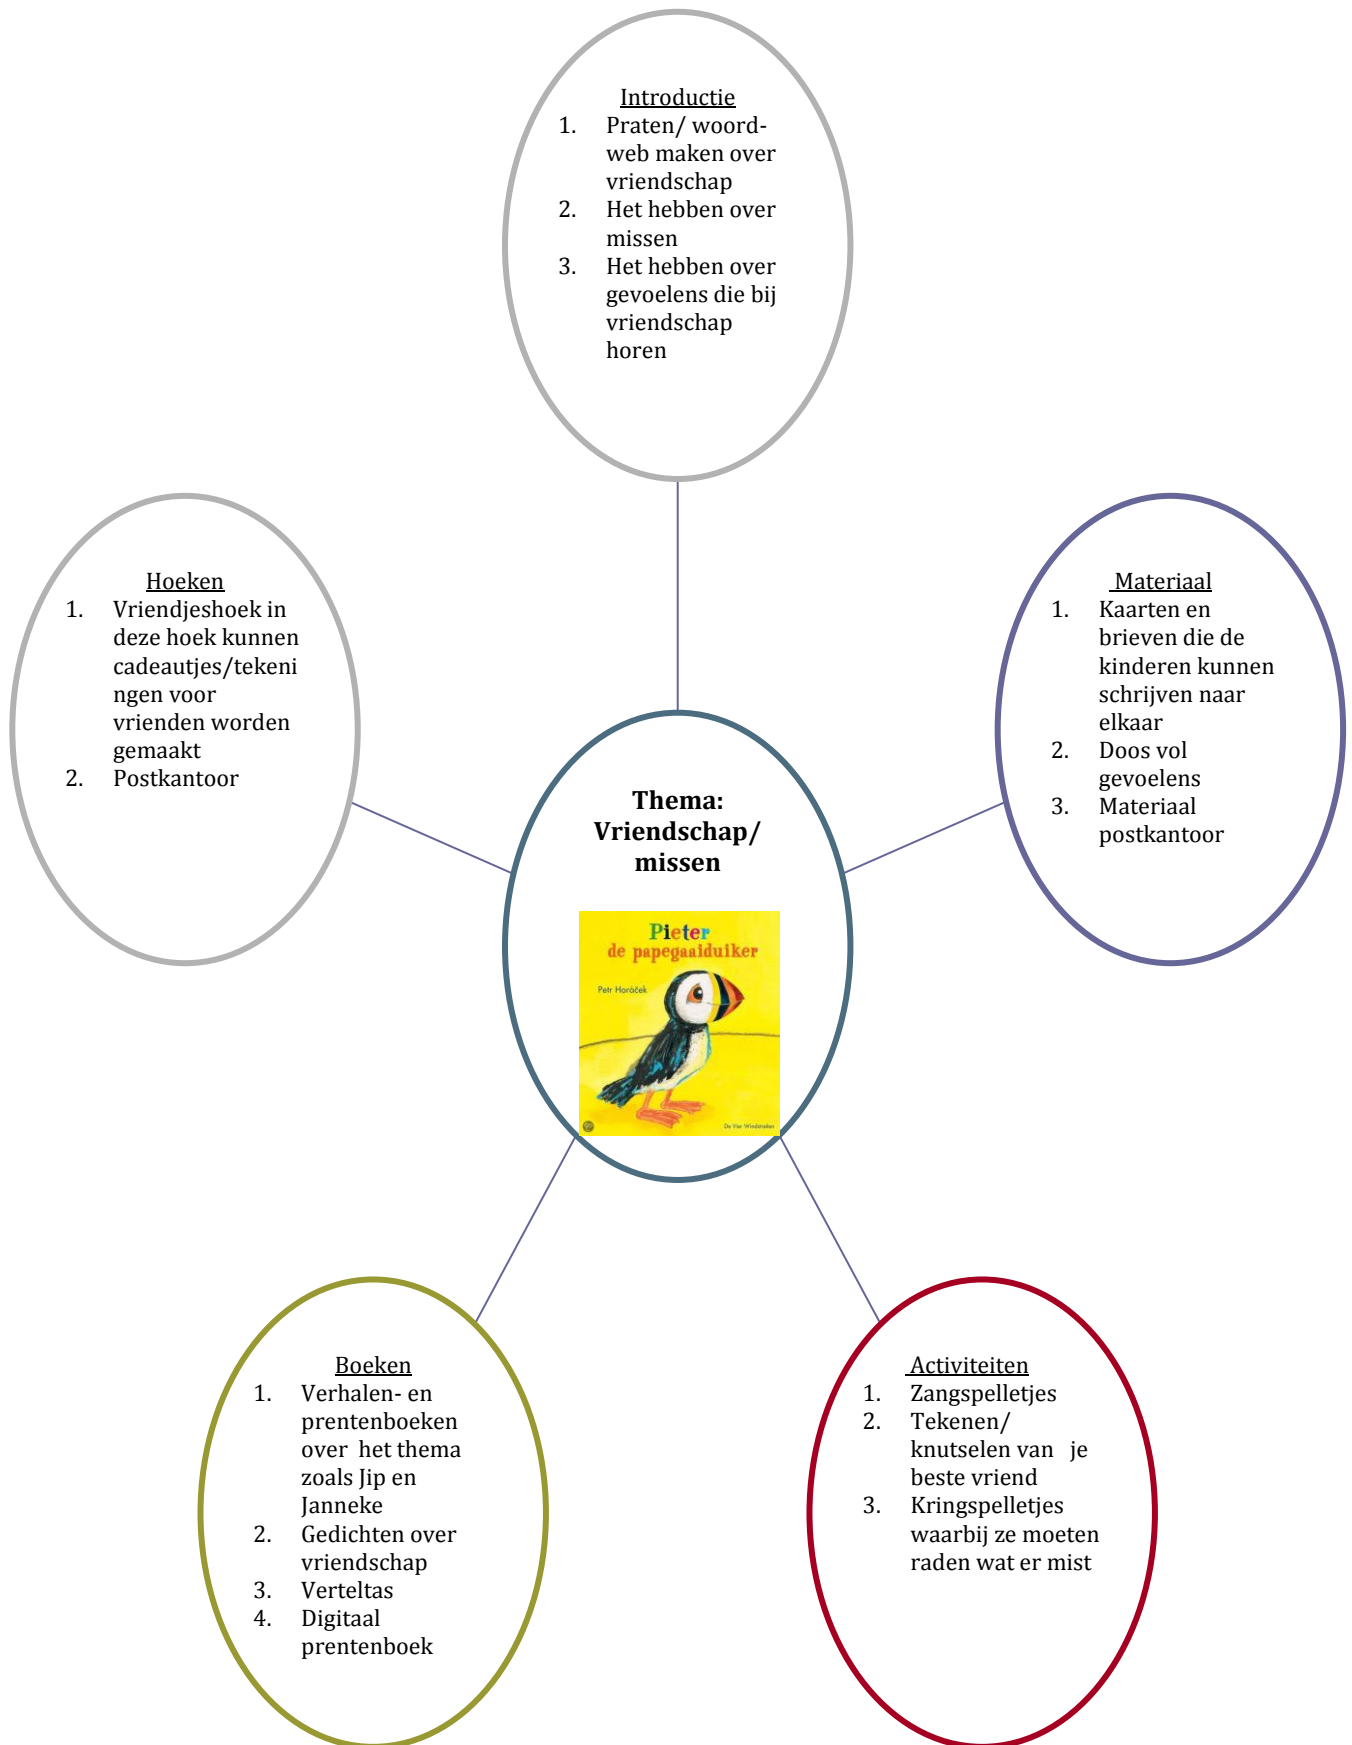 Introductie
1. Praten/ woord-
web maken over
vriendschap
2. Het hebben over
missen
3. Het hebben over
gevoelens die bij
vriendschap
horen
Hoeken
1. Vriendjeshoek in
deze hoek kunnen
cadeautjes/tekeni
ngen voor
vrienden worden
gemaakt
2. Postkantoor
Materiaal
1. Kaarten en
brieven die de
kinderen kunnen
schrijven naar
elkaar
2. Doos vol
gevoelens
3. Materiaal
postkantoor
Thema:
Vriendschap/
missen
Pieter
de papegaaiduiker
Petr Horáček
De Vier Windstreken
Boeken
1. Verhalen- en
prentenboeken
over het thema
zoals Jip en
Janneke
2. Gedichten over
vriendschap
3. Verteltas
4. Digitaal
prentenboek
Activiteiten
1. Zangspelletjes
2. Tekenen/
knutselen van je
beste vriend
3. Kringspelletjes
waarbij ze moeten
raden wat er mist